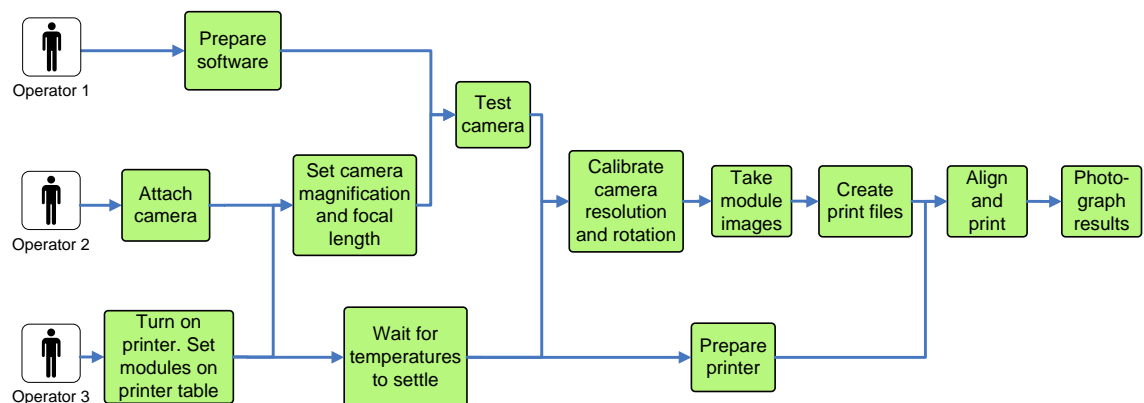 Operator 1
Prepare
software
Test
camera
Operator 2
Attach
camera
Set camera
magnification
and focal
length
Calibrate
camera
resolution
and rotation
Take
module
images
Create
print files
Align
and
print
Photo-
graph
results
Operator 3
Turn on
printer. Set
modules on
printer table
Wait for
temperatures
to settle
Prepare
printer